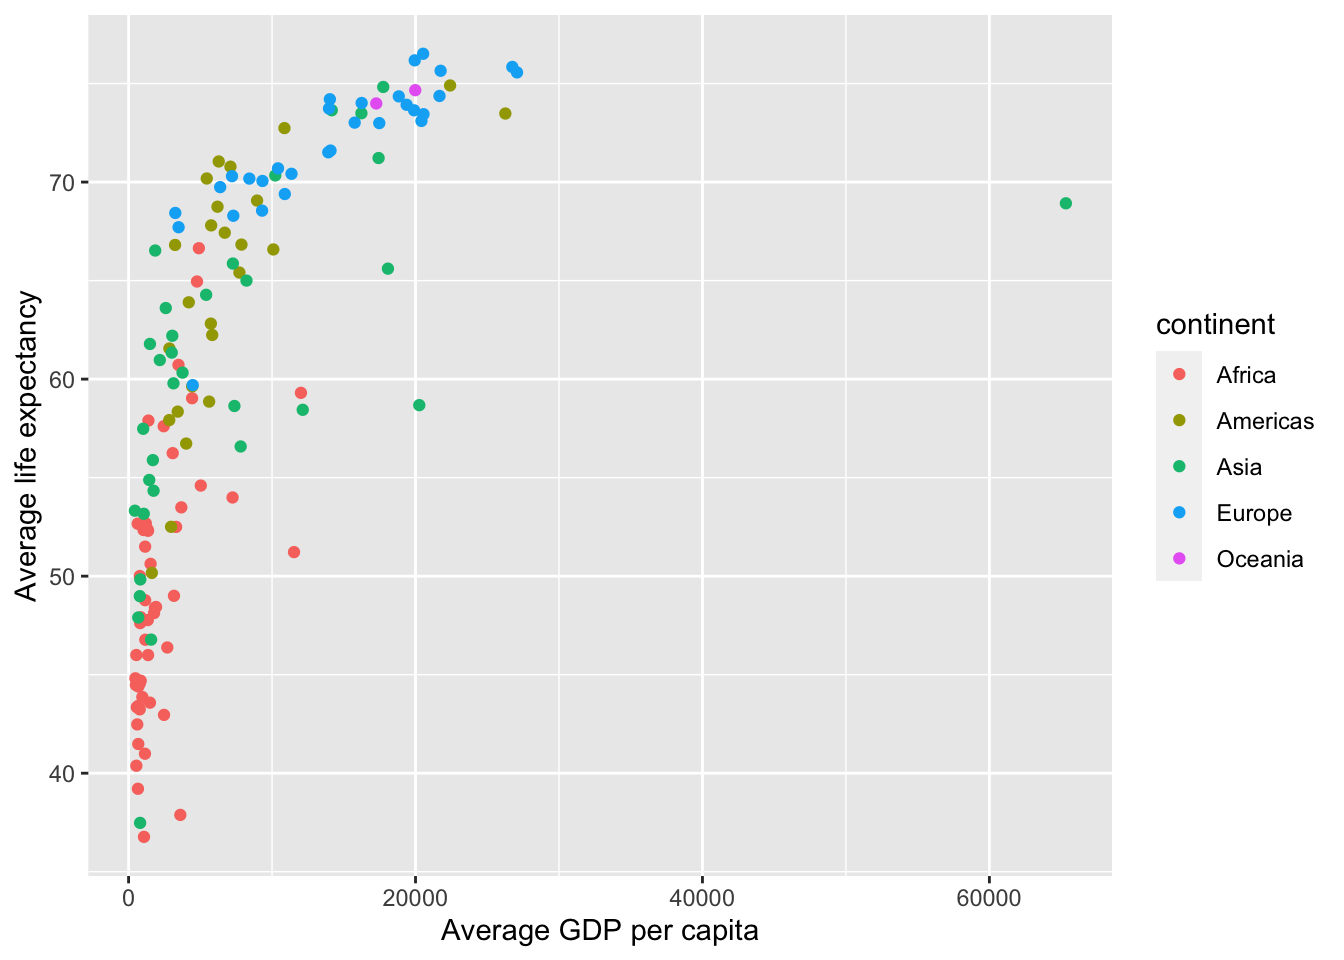 70
60
50
40
0
20000
40000
60000
Average GDP per capita
Average life expectancy
continent
Africa
Americas
Asia
Europe
Oceania